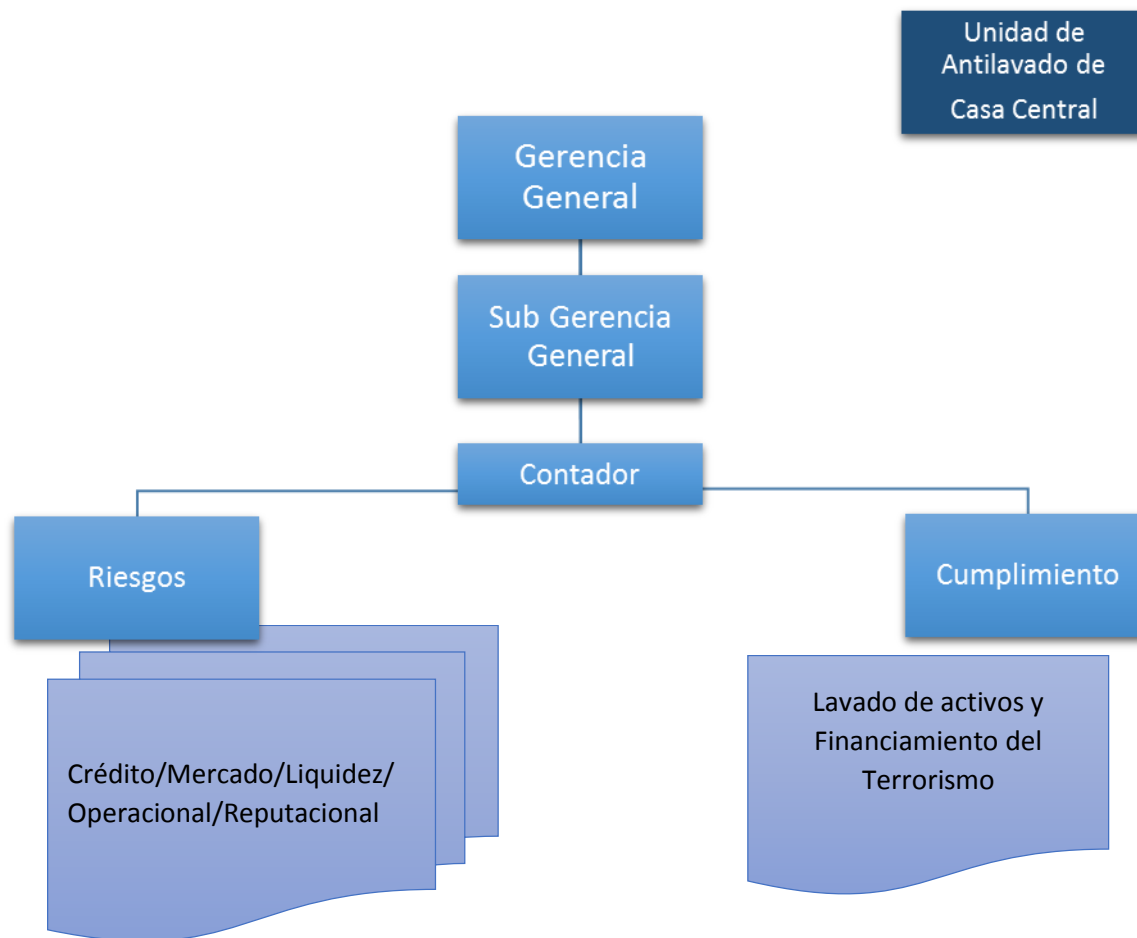 Unidad de
Antilavado de
Casa Central
Gerencia
General
Sub Gerencia
General
Contador
Riesgos
Cumplimiento
Crédito/Mercado/Liquidez/
Operacional/Reputacional
Lavado de activos y
Financiamiento del
Terrorismo